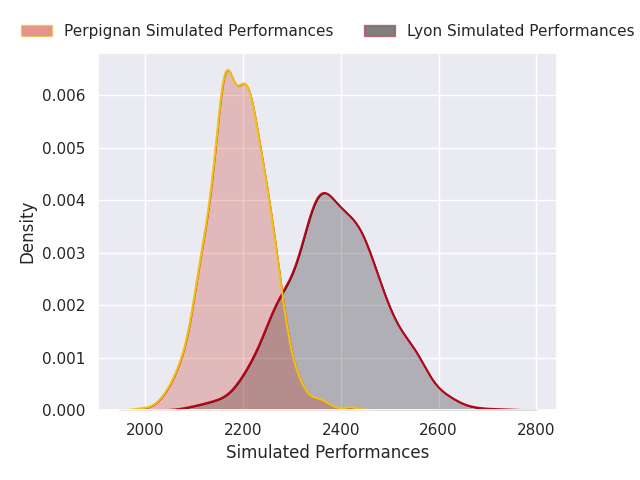 Perpignan Simulated Performances Lyon Simulated Performances
0.006
0.005
0.004
0.003
0.002
0.001
0.000
Density
2000 2200 2400 2600 2800
Simulated Performances